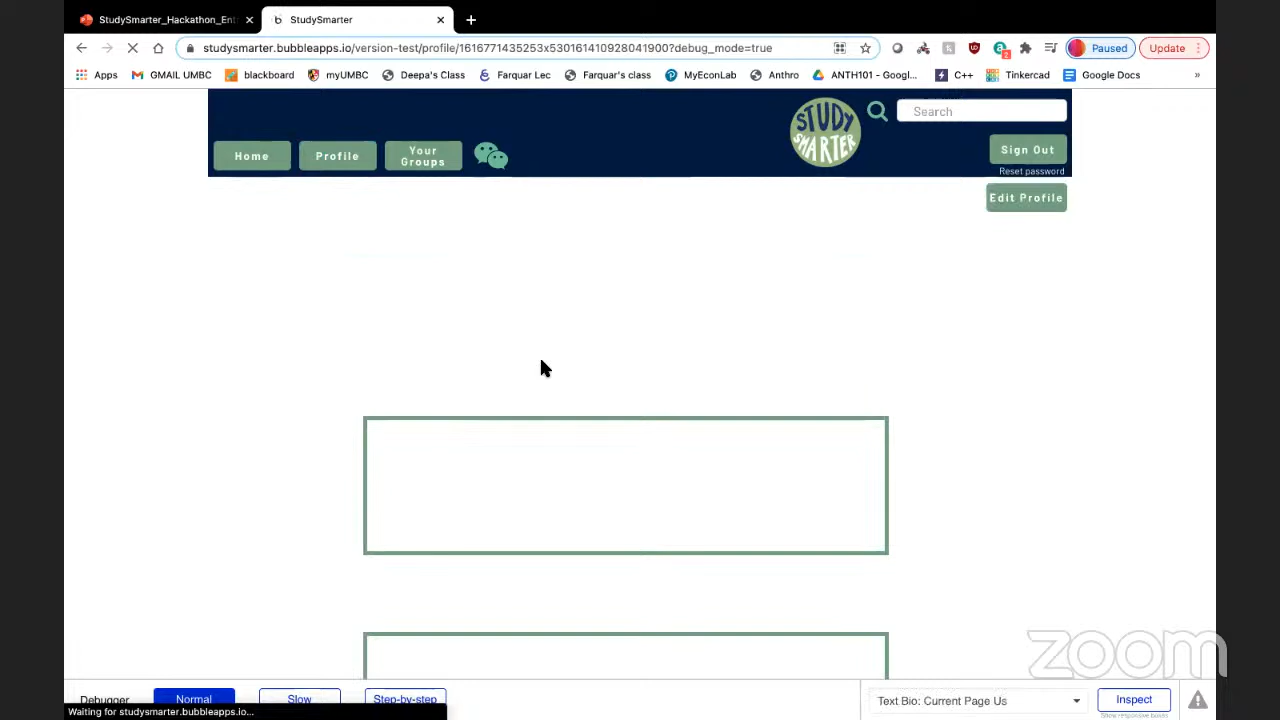 StudySmarter_Hackathon_Ent
StudySmarter
studysmarter.bubbleapps.io/version-test/profile/1616771435253x530161410928041900?debug_mode=true
Paused
Update
Apps
GMAIL UMBC
blackboard
myUMBC
Deepa's Class
Farquar Lec
Farquar's class
MyEconLab
Anthro
ANTH101 - Googl...
C++
Tinkercad
Google Docs
»
STUDY
SMARTER
Search
Home
Profile
Your
Groups
Sign Out
Reset password
Edit Profile
zoom
Debugger
Normal
Slow
Step-by-step
Text Bio: Current Page Us
Inspect
Show responsive boxes
Waiting for studysmarter.bubbleapps.io...